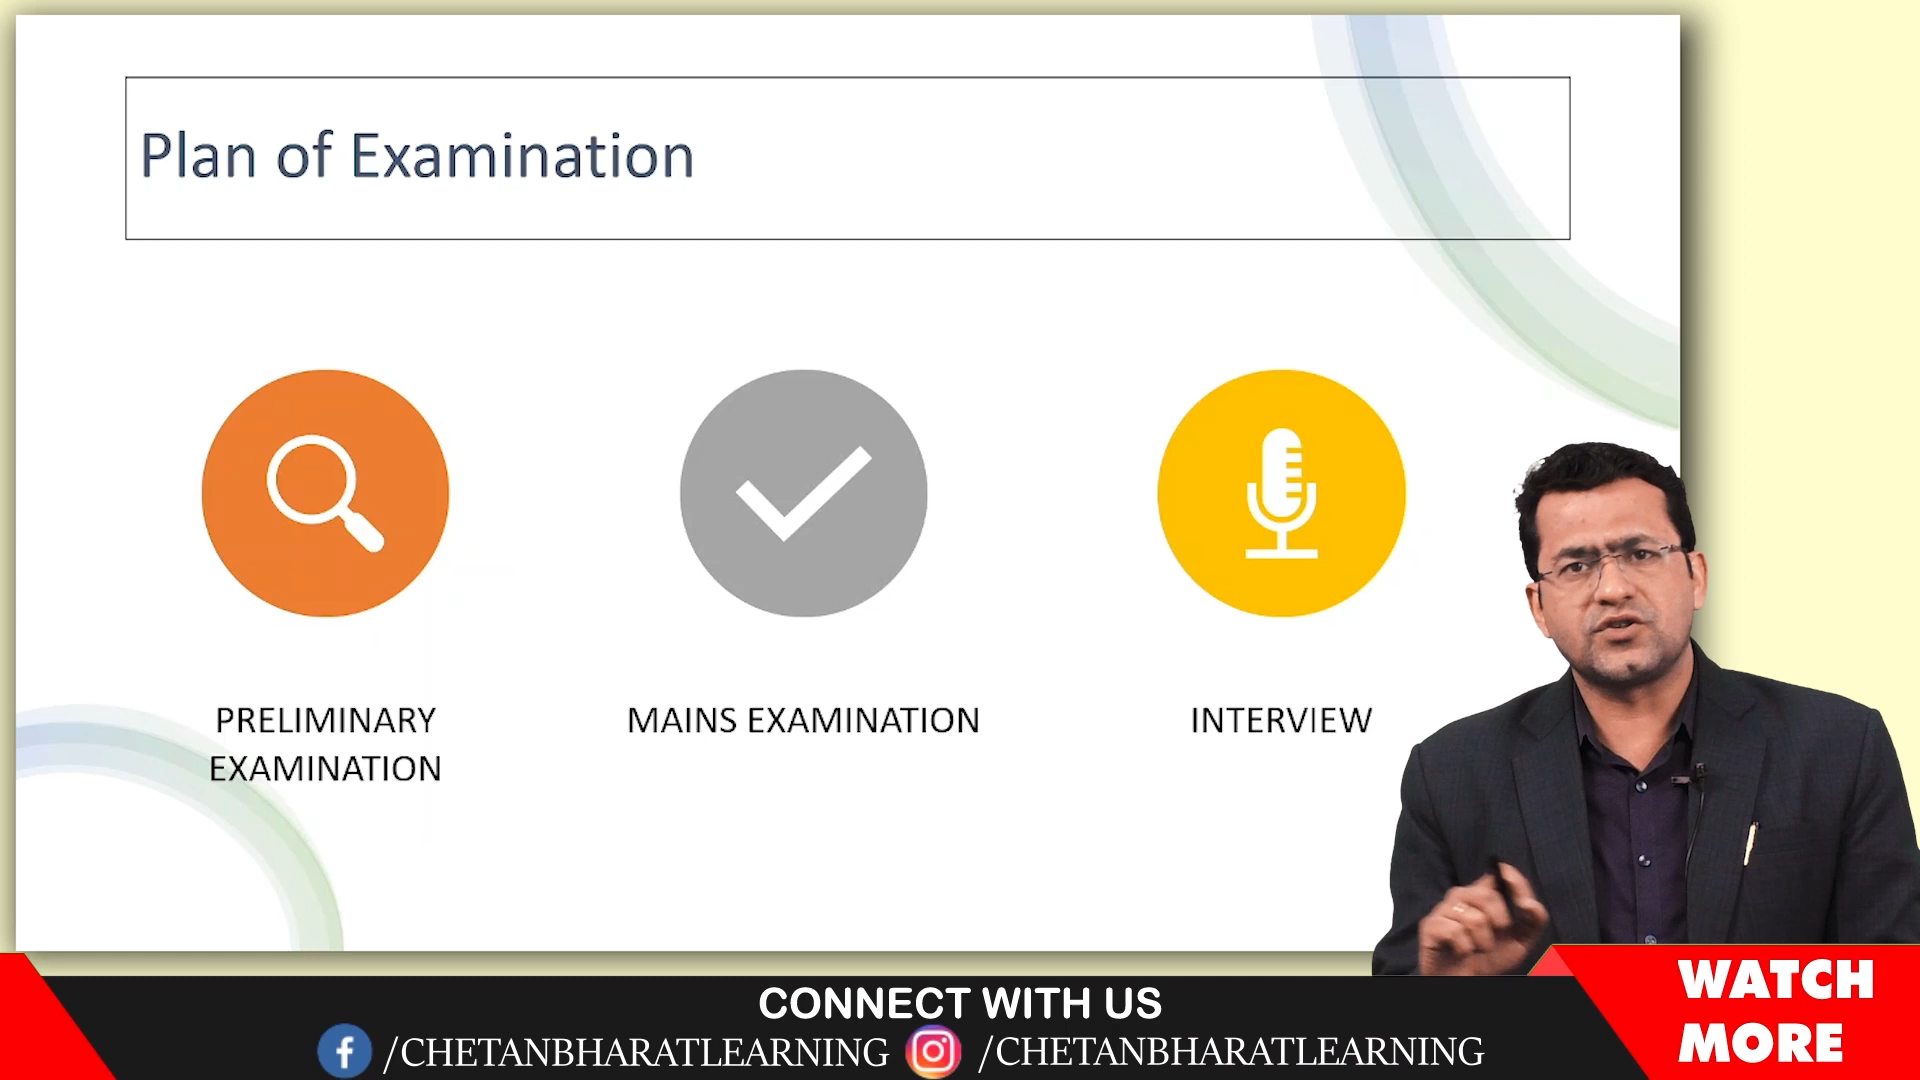 Plan of Examination
PRELIMINARY
EXAMINATION
MAINS EXAMINATION
INTERVIEW
CONNECT WITH US
/CHETANBHARATLEARNING
/CHETANBHARATLEARNING
WATCH
MORE